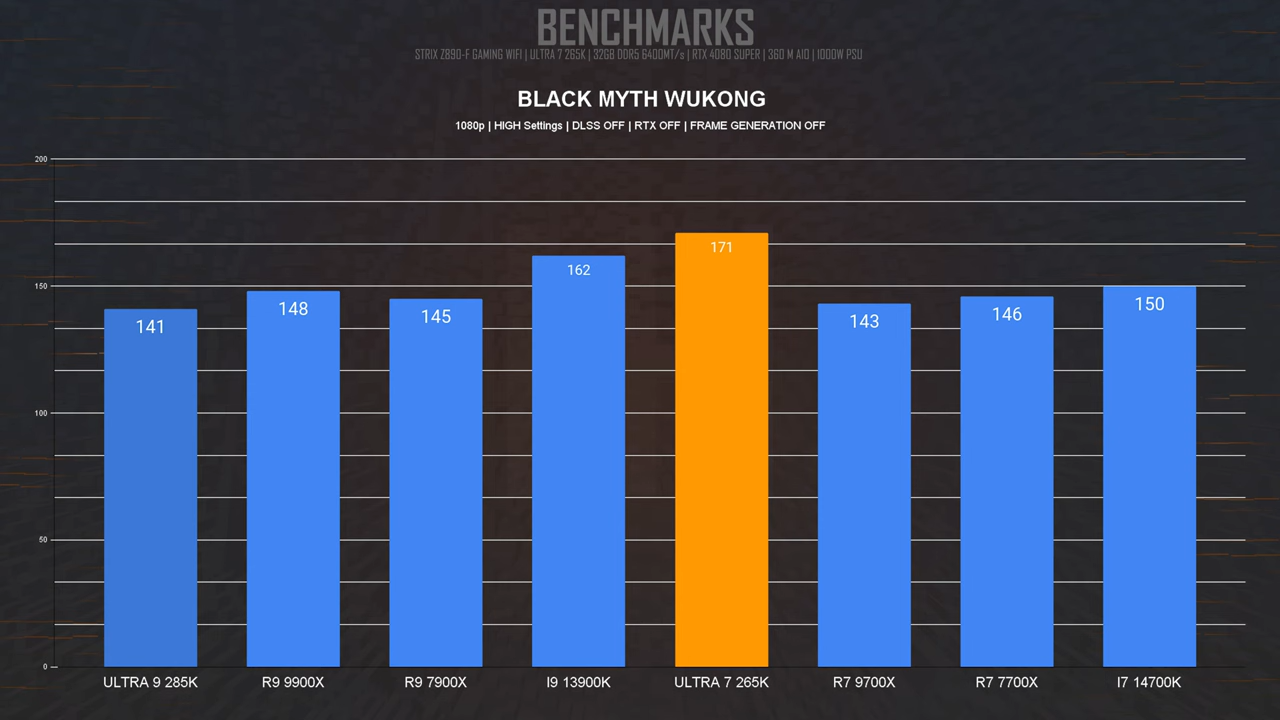 BENCHMARKS
STRIX Z890-F GAMING WIFI | ULTRA 7 265K | 32GB DDR5 6400MT/s | RTX 4080 SUPER | 360 M AIO | 1000W PSU
BLACK MYTH WUKONG
1080p | HIGH Settings | DLSS OFF | RTX OFF | FRAME GENERATION OFF
200
150
100
50
0
141
148
145
162
171
143
146
150
ULTRA 9 285K
R9 9900X
R9 7900X
I9 13900K
ULTRA 7 265K
R7 9700X
R7 7700X
I7 14700K